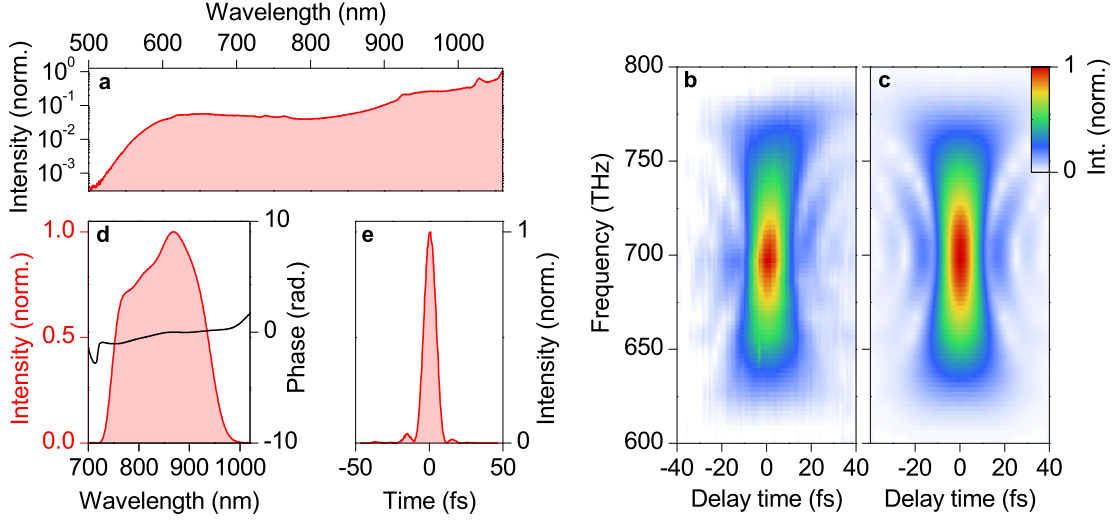 Wavelength (nm)
500 600 700 800 900 1000
Intensity (norm.)
10^0
10^-1
10^-2
10^-3
a
Intensity (norm.)
1.0
0.5
0.0
d
10
0
-10
Phase (rad.)
700 800 900 1000
Wavelength (nm)
e
1
0
Intensity (norm.)
-50 0 50
Time (fs)
Frequency (THz)
800
750
700
650
600
b
-40 -20 0 20 40
Delay time (fs)
c
-20 0 20 40
Delay time (fs)
1
0
Int. (norm.)